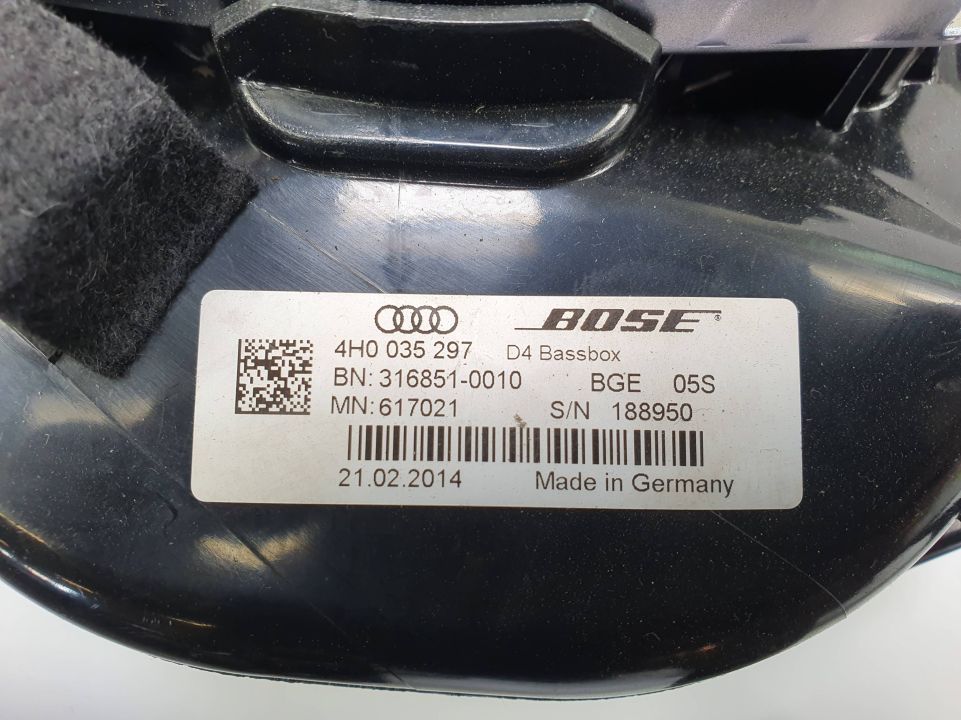 BOSE®
4H0 035 297 D4 Bassbox
BN: 316851-0010 BGE 05S
MN: 617021 S/N 188950
21.02.2014 Made in Germany